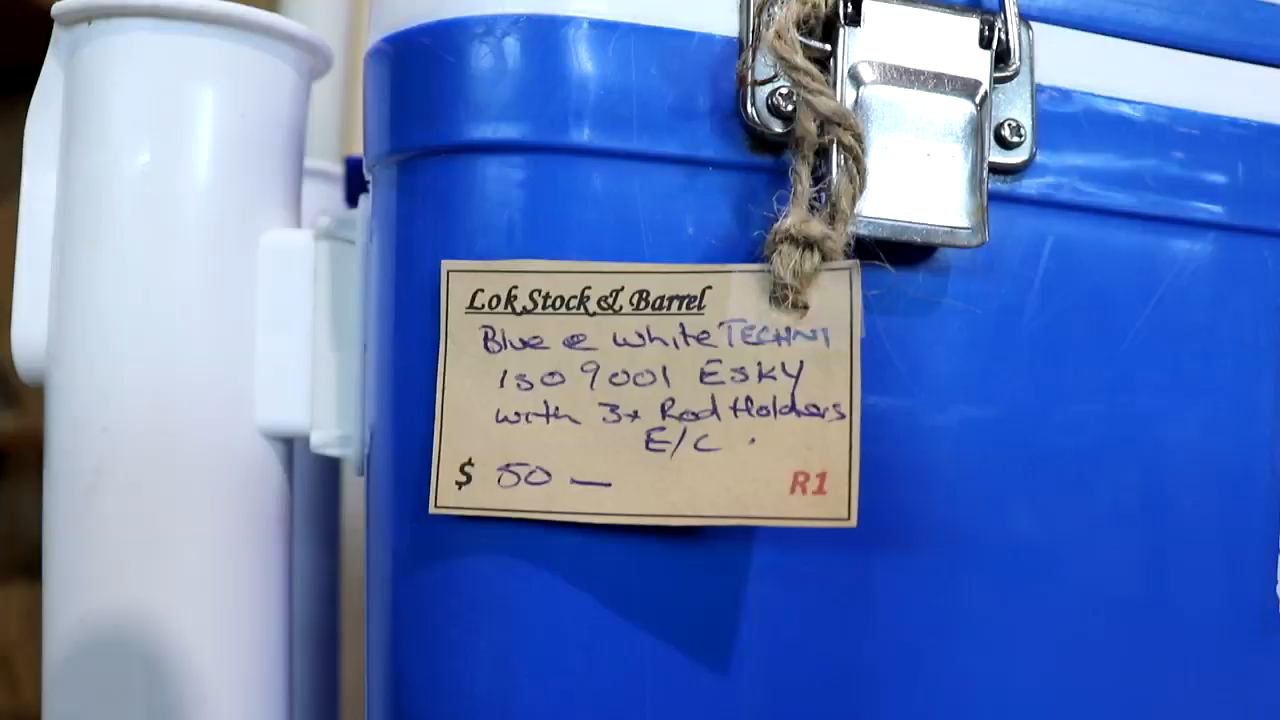 Lok Stock & Barrel
Blue & White TECHNI
ISO 9001 ESKY
with 3x Rod Holders
E/C .
$ 50 —
R1